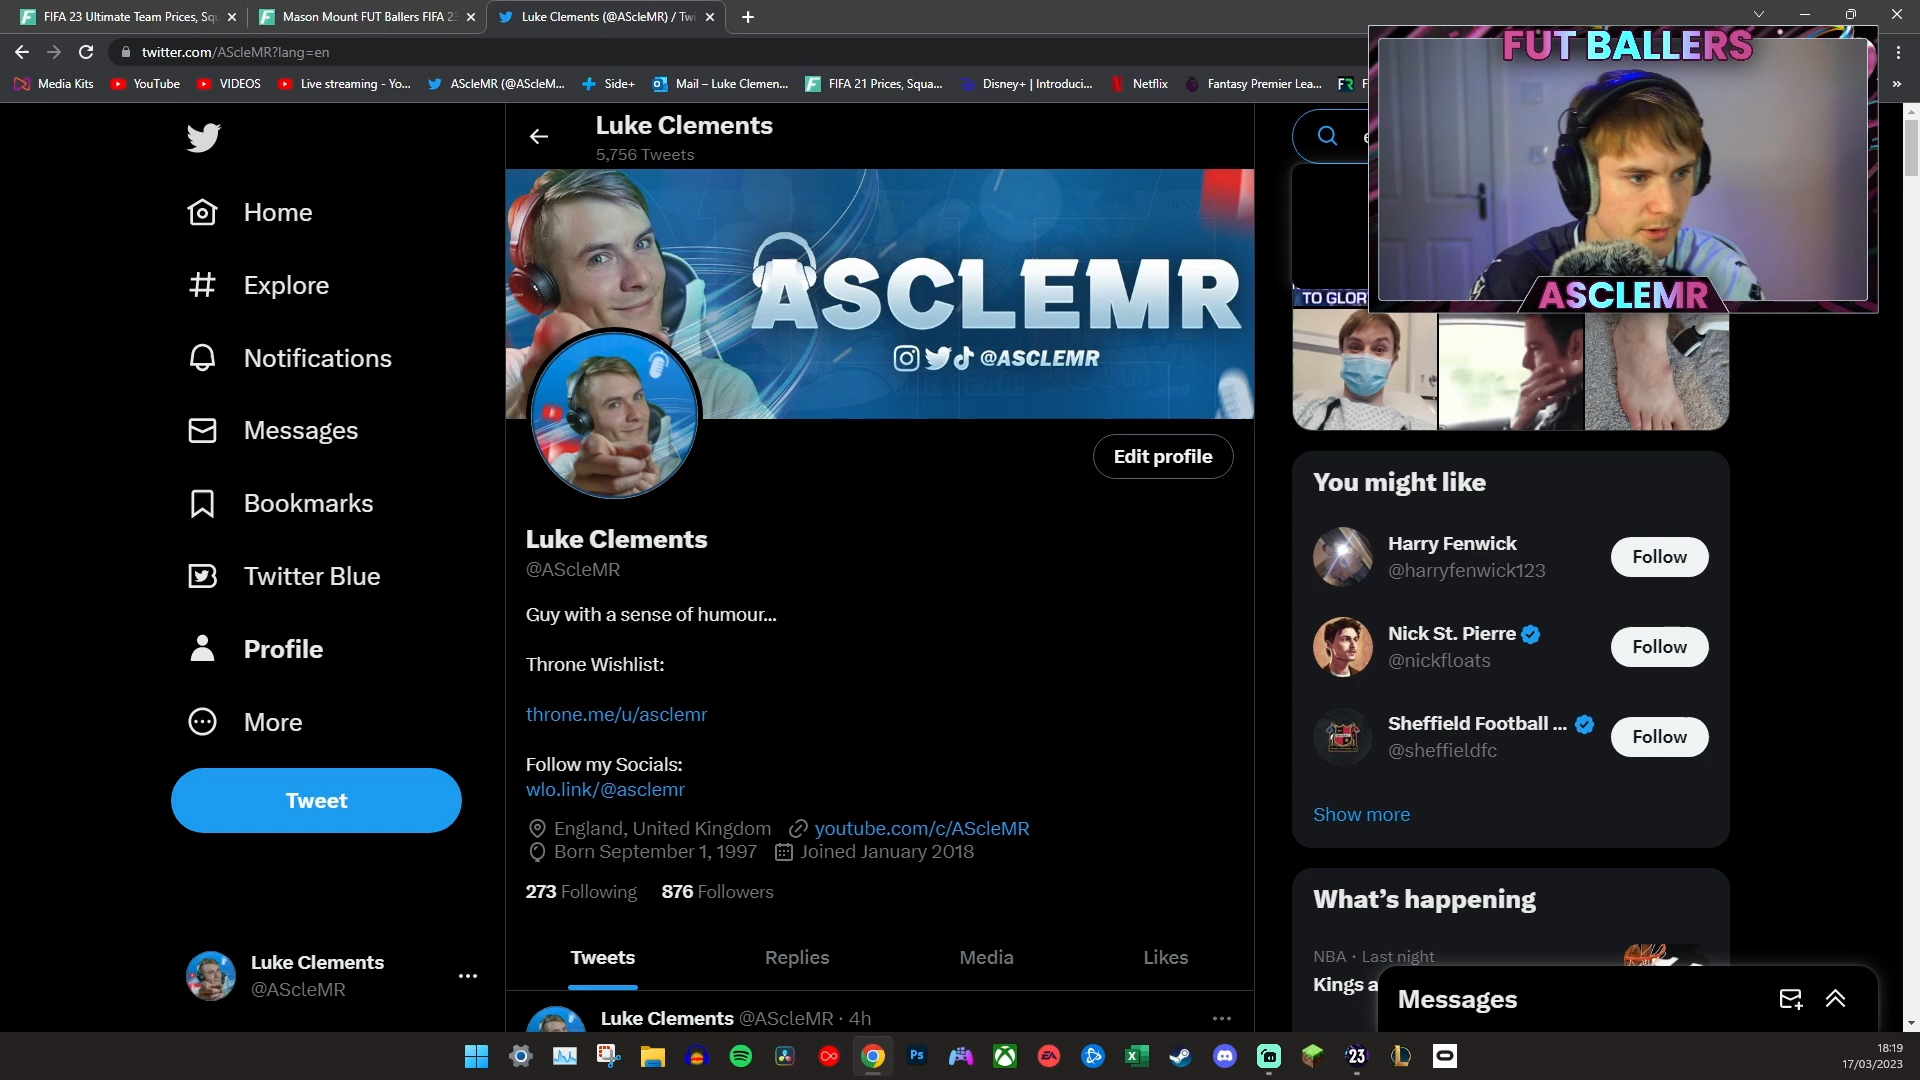 FIFA 23 Ultimate Team Prices, Sq
Mason Mount FUT Ballers FIFA 23
Luke Clements (@AScleMR) / Twi
twitter.com/AScleMR?lang=en
Media Kits
YouTube
VIDEOS
Live streaming - Yo...
AScleMR (@AScleM...
Side+
Mail – Luke Clemen...
FIFA 21 Prices, Squa...
Disney+ | Introduci...
Netflix
Fantasy Premier Lea...
FR
F
»
FUT BALLERS
ASCLEMR
Home
Explore
Notifications
Messages
Bookmarks
Twitter Blue
Profile
More
Tweet
Luke Clements
@AScleMR
Luke Clements
5,756 Tweets
ASCLEMR
@ASCLEMR
Edit profile
Luke Clements
@AScleMR
Guy with a sense of humour...
Throne Wishlist:
throne.me/u/asclemr
Follow my Socials:
wlo.link/@asclemr
England, United Kingdom youtube.com/c/AScleMR
Born September 1, 1997 Joined January 2018
273 Following 876 Followers
Tweets Replies Media Likes
Luke Clements @AScleMR · 4h
TO GLOR
You might like
Harry Fenwick
@harryfenwick123
Follow
Nick St. Pierre
@nickfloats
Follow
Sheffield Football ...
@sheffieldfc
Follow
Show more
What's happening
NBA · Last night
Kings a
Messages
Ps
EA
23
18:19
17/03/2023